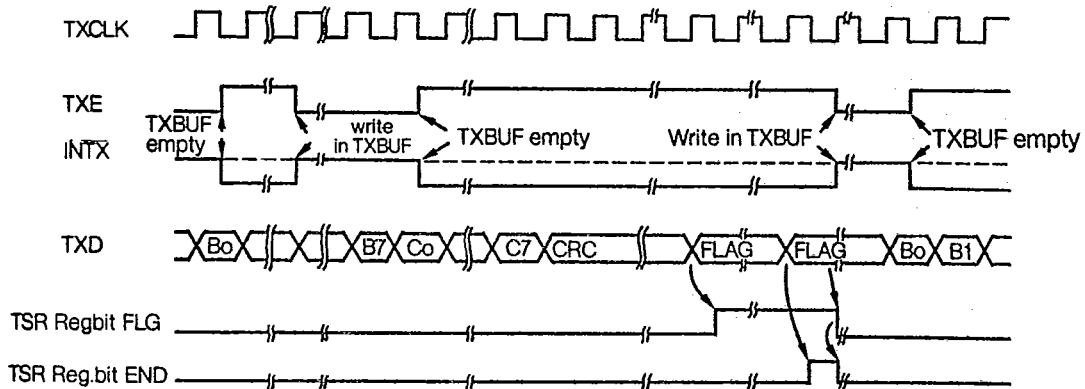 TXCLK
TXE
TXBUF empty
write in TXBUF
TXBUF empty
Write in TXBUF
TXBUF empty
INTX
TXD
Bo
B7
Co
C7
CRC
FLAG
FLAG
Bo
B1
TSR Regbit FLG
TSR Reg.bit END